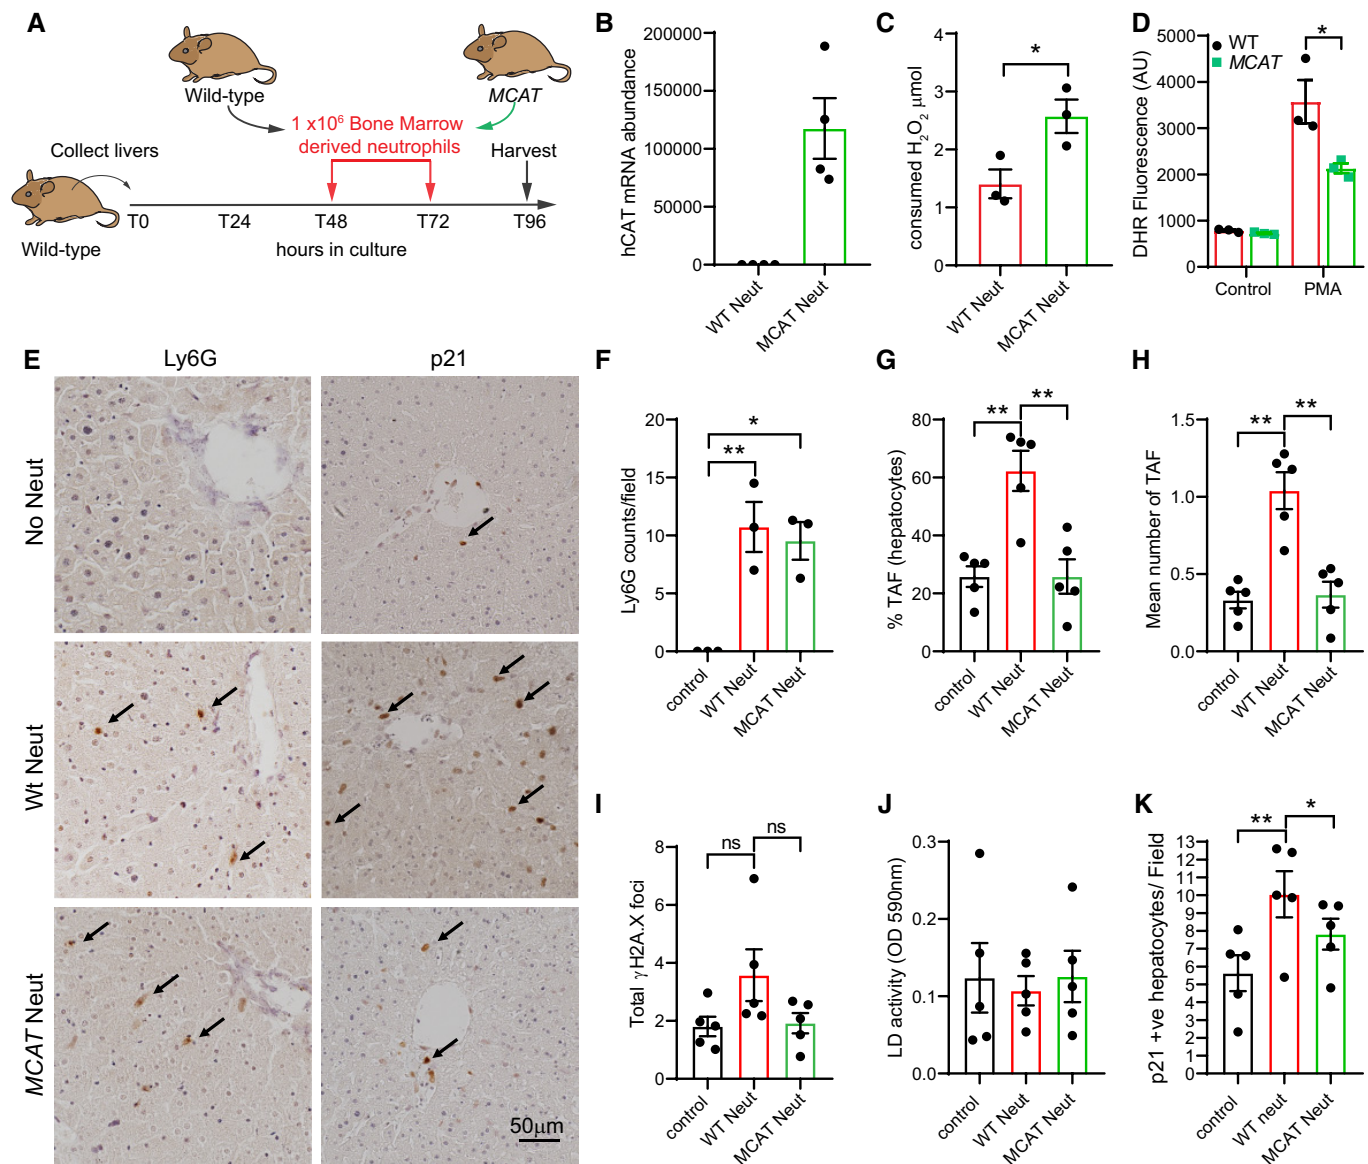 A
Wild-type
MCAT
1 x10⁶ Bone Marrow
derived neutrophils
Collect livers
Harvest
T0 T24 T48 T72 T96
Wild-type
hours in culture
B
hCAT mRNA abundance
200000
150000
100000
50000
0
WT Neut
MCAT Neut
C
consumed H₂O₂ μmol
4
3
2
1
0
*
WT Neut
MCAT Neut
D
DHR Fluorescence (AU)
5000
4000
3000
2000
1000
0
WT
MCAT
*
Control PMA
E
Ly6G p21
No Neut
Wt Neut
MCAT Neut
50μm
F
Ly6G counts/field
20
15
10
5
0
*
**
control
WT Neut
MCAT Neut
G
% TAF (hepatocytes)
80
60
40
20
0
** **
control
WT Neut
MCAT Neut
H
Mean number of TAF
1.5
1.0
0.5
0.0
** **
control
WT Neut
MCAT Neut
I
Total γH2A.X foci
8
6
4
2
0
ns ns
control
WT Neut
MCAT Neut
J
LD activity (OD 590nm)
0.3
0.2
0.1
0.0
control
WT Neut
MCAT Neut
K
p21 +ve hepatocytes/ Field
13
12
11
10
9
8
7
6
5
4
3
2
1
0
** *
control
WT neut
MCAT Neut